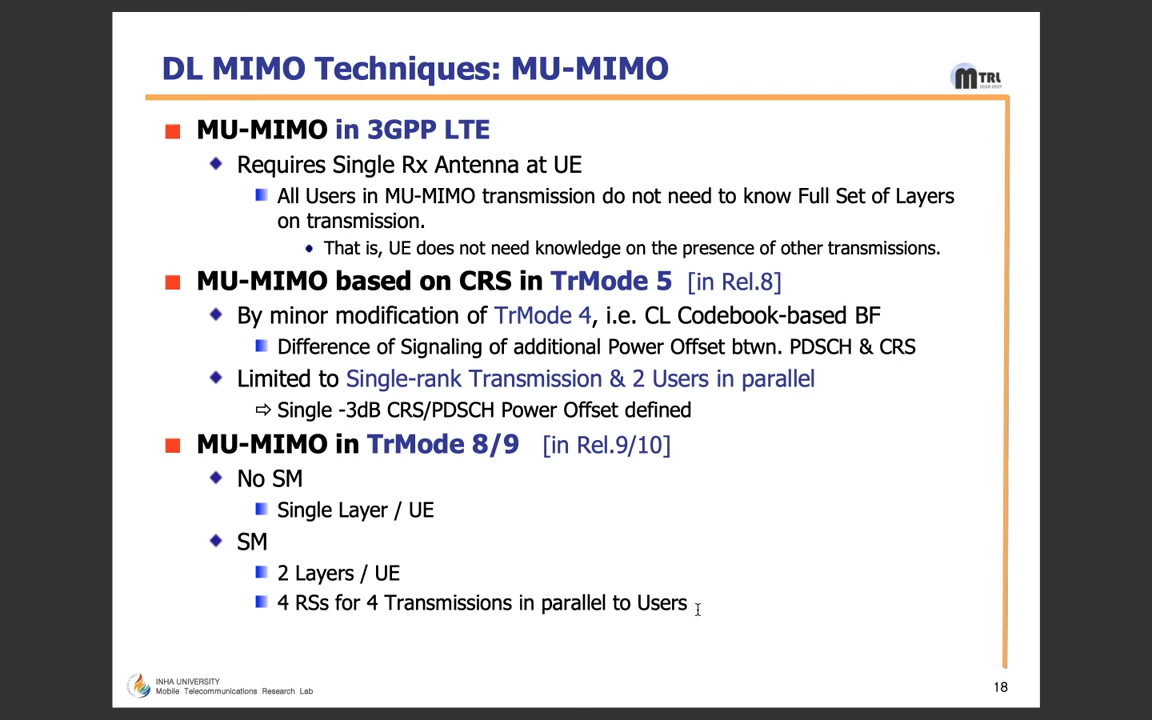 DL MIMO Techniques: MU-MIMO
MTRL
MU-MIMO in 3GPP LTE
Requires Single Rx Antenna at UE
All Users in MU-MIMO transmission do not need to know Full Set of Layers
on transmission.
That is, UE does not need knowledge on the presence of other transmissions.
MU-MIMO based on CRS in TrMode 5 [in Rel.8]
By minor modification of TrMode 4, i.e. CL Codebook-based BF
Difference of Signaling of additional Power Offset btwn. PDSCH & CRS
Limited to Single-rank Transmission & 2 Users in parallel
⇨ Single -3dB CRS/PDSCH Power Offset defined
MU-MIMO in TrMode 8/9 [in Rel.9/10]
No SM
Single Layer / UE
SM
2 Layers / UE
4 RSs for 4 Transmissions in parallel to Users
INHA UNIVERSITY
Mobile Telecommunications Research Lab
18